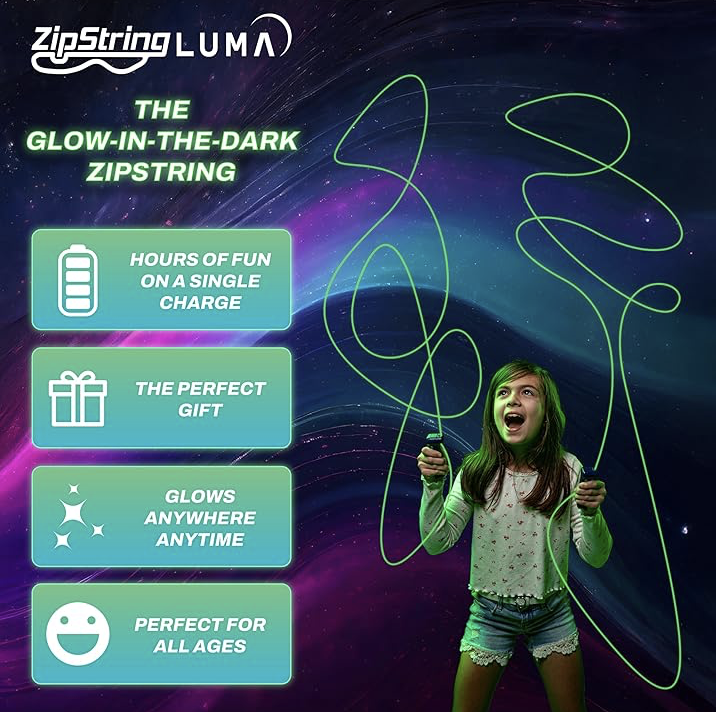 ZipString LUMA
THE
GLOW-IN-THE-DARK
ZIPSTRING
HOURS OF FUN
ON A SINGLE
CHARGE
THE PERFECT
GIFT
GLOWS
ANYWHERE
ANYTIME
PERFECT FOR
ALL AGES